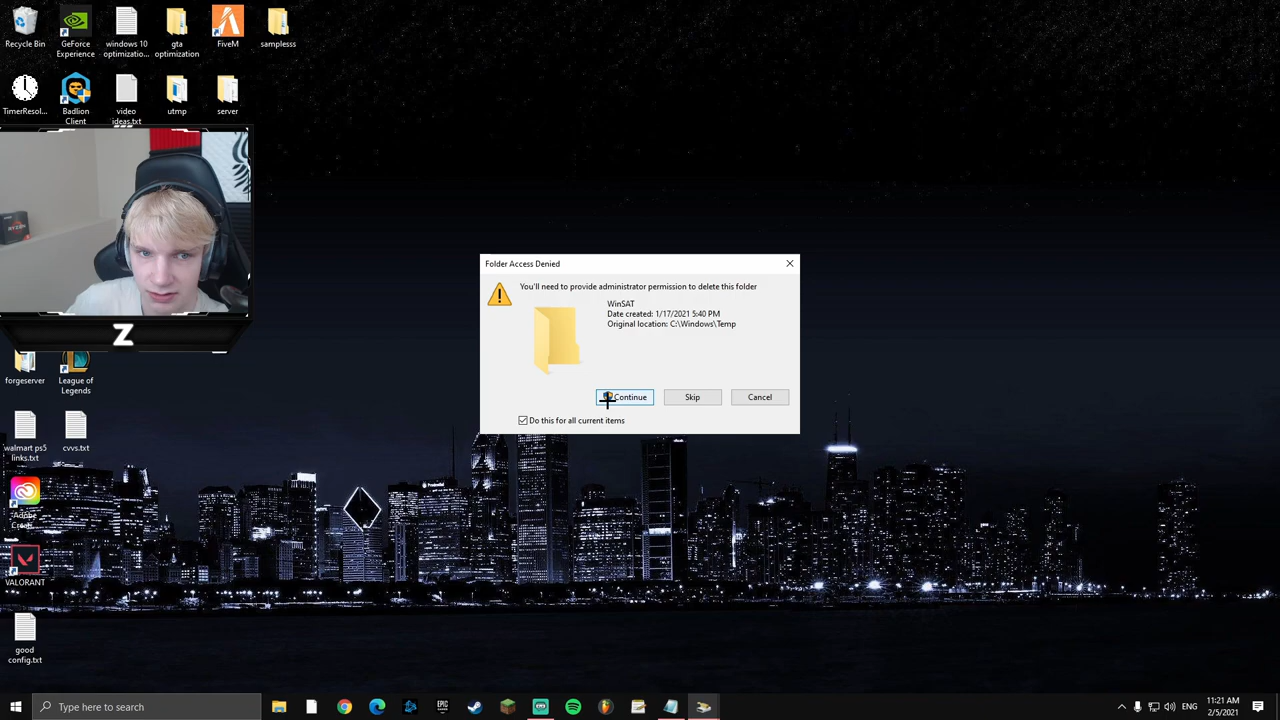 Recycle Bin
GeForce
Experience
windows 10
optimizatio...
gta
optimization
FiveM
samplesss
TimerResol...
Badlion
Client
video
ideas.txt
utmp
server
Z
forgeserver
League of
Legends
walmart ps5
links.txt
cvvs.txt
VALORANT
good
config.txt
Folder Access Denied
You'll need to provide administrator permission to delete this folder
WinSAT
Date created: 1/17/2021 5:40 PM
Original location: C:\Windows\Temp
Continue
Skip
Cancel
Do this for all current items
Type here to search
EPIC
ENG
11:21 AM
2/5/2021